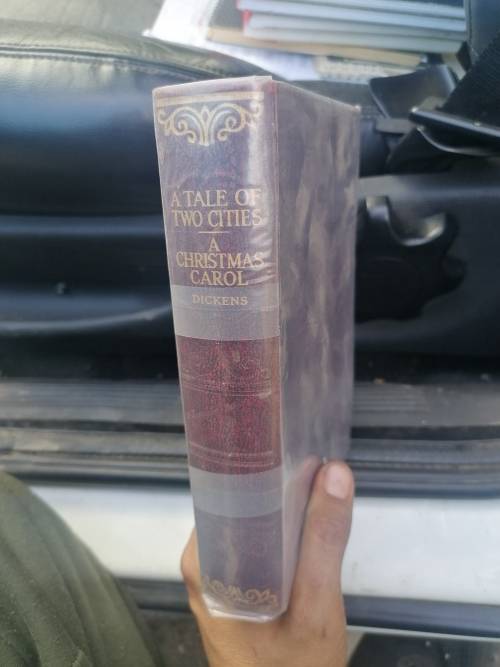 A TALE OF
TWO CITIES
A
CHRISTMAS
CAROL
DICKENS